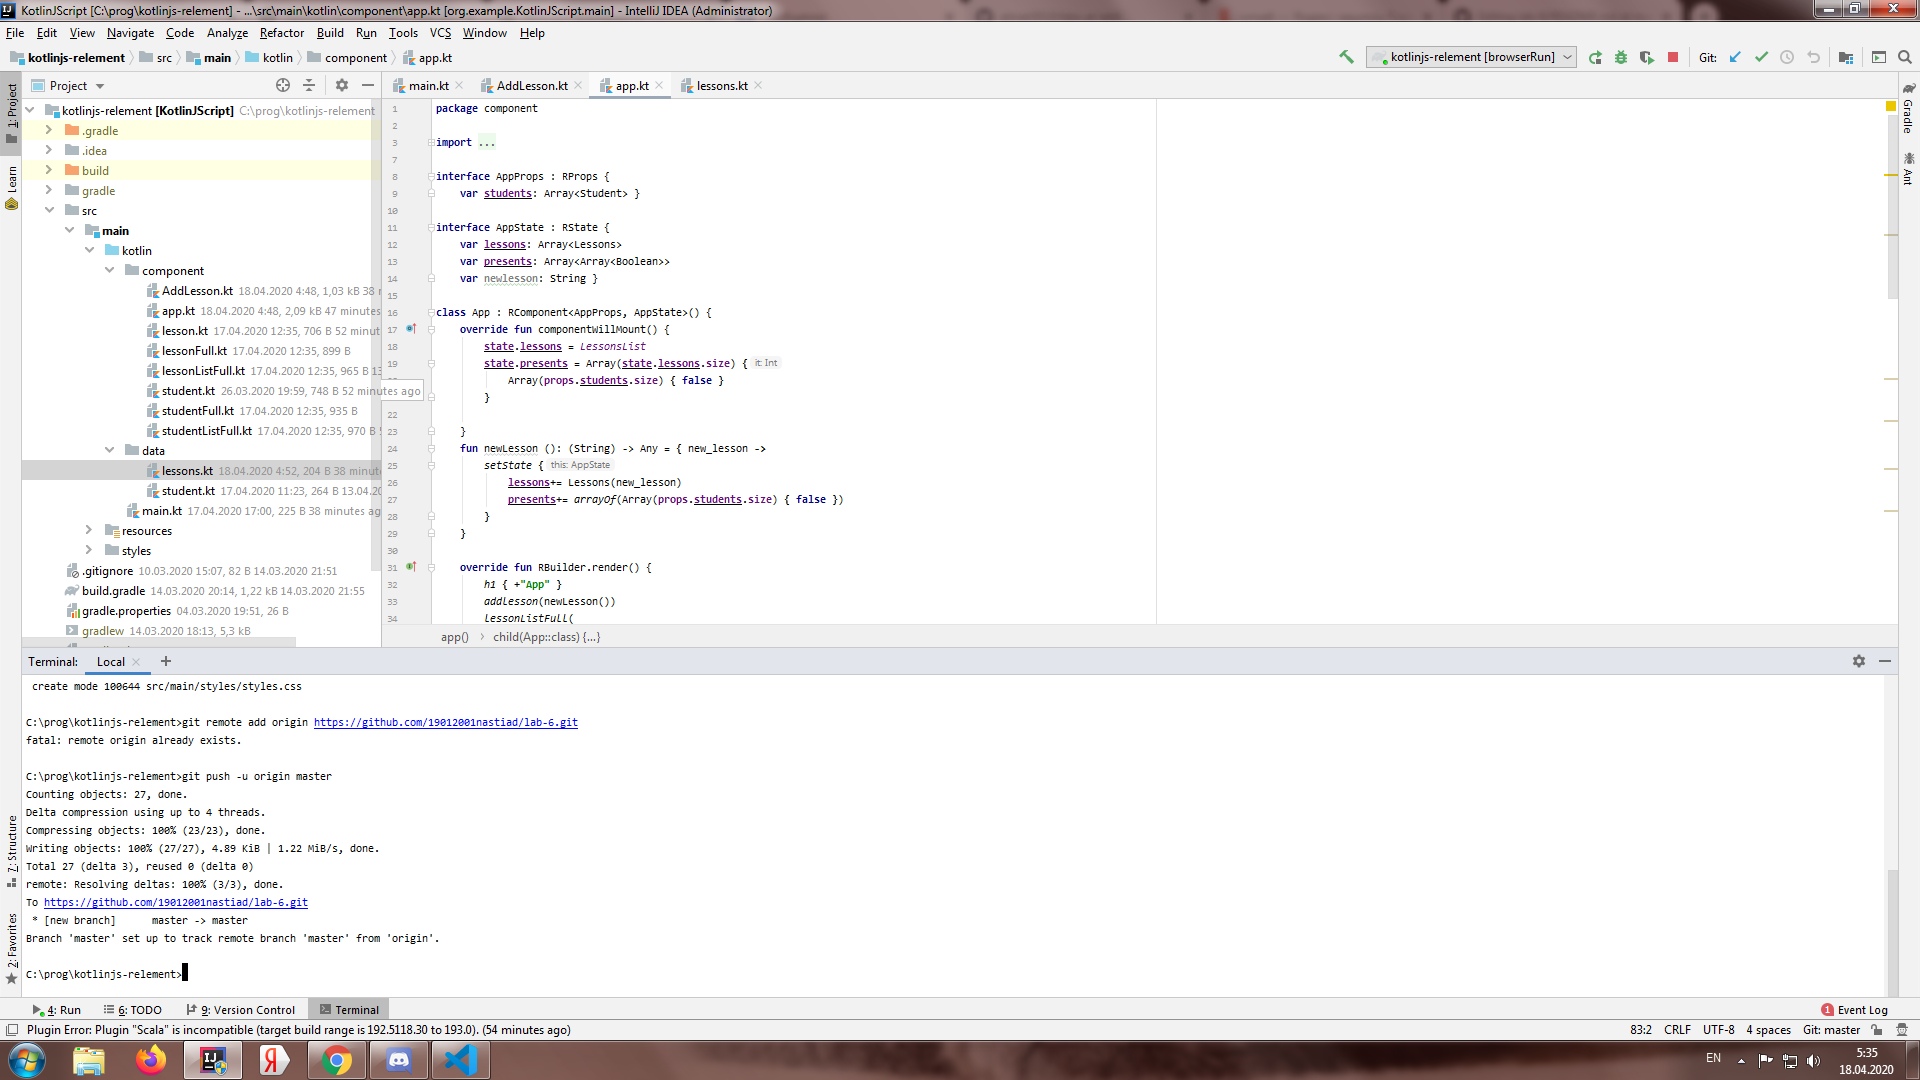 KotlinJScript [C:\prog\kotlinjs-relement] - ...\src\main\kotlin\component\app.kt [org.example.KotlinJScript.main] - IntelliJ IDEA (Administrator)
File Edit View Navigate Code Analyze Refactor Build Run Tools VCS Window Help
kotlinjs-relement src main kotlin component app.kt kotlinjs-relement [browserRun] Git:
Project main.kt AddLesson.kt app.kt lessons.kt
1: Project
Learn
7: Structure
2: Favorites
Gradle
Ant
kotlinjs-relement [KotlinJScript] C:\prog\kotlinjs-relement
.gradle
.idea
build
gradle
src
main
kotlin
component
AddLesson.kt 18.04.2020 4:48, 1,03 kB 38
app.kt 18.04.2020 4:48, 2,09 kB 47 minutes
lesson.kt 17.04.2020 12:35, 706 B 52 minut
lessonFull.kt 17.04.2020 12:35, 899 B
lessonListFull.kt 17.04.2020 12:35, 965 B 13
student.kt 26.03.2020 19:59, 748 B 52 minutes ago
studentFull.kt 17.04.2020 12:35, 935 B
studentListFull.kt 17.04.2020 12:35, 970 B
data
lessons.kt 18.04.2020 4:52, 204 B 38 minut
student.kt 17.04.2020 11:23, 264 B 13.04.20
main.kt 17.04.2020 17:00, 225 B 38 minutes ag
resources
styles
.gitignore 10.03.2020 15:07, 82 B 14.03.2020 21:51
build.gradle 14.03.2020 20:14, 1,22 kB 14.03.2020 21:55
gradle.properties 04.03.2020 19:51, 26 B
gradlew 14.03.2020 18:13, 5,3 kB
1 package component
2
3 import ...
7
8 interface AppProps : RProps {
9 var students: Array<Student> }
10
11 interface AppState : RState {
12 var lessons: Array<Lessons>
13 var presents: Array<Array<Boolean>>
14 var newlesson: String }
15
16 class App : RComponent<AppProps, AppState>() {
17 override fun componentWillMount() {
18 state.lessons = LessonsList
19 state.presents = Array(state.lessons.size) { it: Int
Array(props.students.size) { false }
}
22
23 }
24 fun newLesson (): (String) -> Any = { new_lesson ->
25 setState { this: AppState
26 lessons+= Lessons(new_lesson)
27 presents+= arrayOf(Array(props.students.size) { false })
28 }
29 }
30
31 override fun RBuilder.render() {
32 h1 { +"App" }
33 addLesson(newLesson())
34 lessonListFull(
app() child(App::class) {...}
Terminal: Local
create mode 100644 src/main/styles/styles.css
C:\prog\kotlinjs-relement>git remote add origin https://github.com/19012001nastiad/lab-6.git
fatal: remote origin already exists.
C:\prog\kotlinjs-relement>git push -u origin master
Counting objects: 27, done.
Delta compression using up to 4 threads.
Compressing objects: 100% (23/23), done.
Writing objects: 100% (27/27), 4.89 KiB | 1.22 MiB/s, done.
Total 27 (delta 3), reused 0 (delta 0)
remote: Resolving deltas: 100% (3/3), done.
To https://github.com/19012001nastiad/lab-6.git
* [new branch] master -> master
Branch 'master' set up to track remote branch 'master' from 'origin'.
C:\prog\kotlinjs-relement>
4: Run 6: TODO 9: Version Control Terminal 1 Event Log
Plugin Error: Plugin "Scala" is incompatible (target build range is 192.5118.30 to 193.0). (54 minutes ago) 83:2 CRLF UTF-8 4 spaces Git: master
EN 5:35
18.04.2020